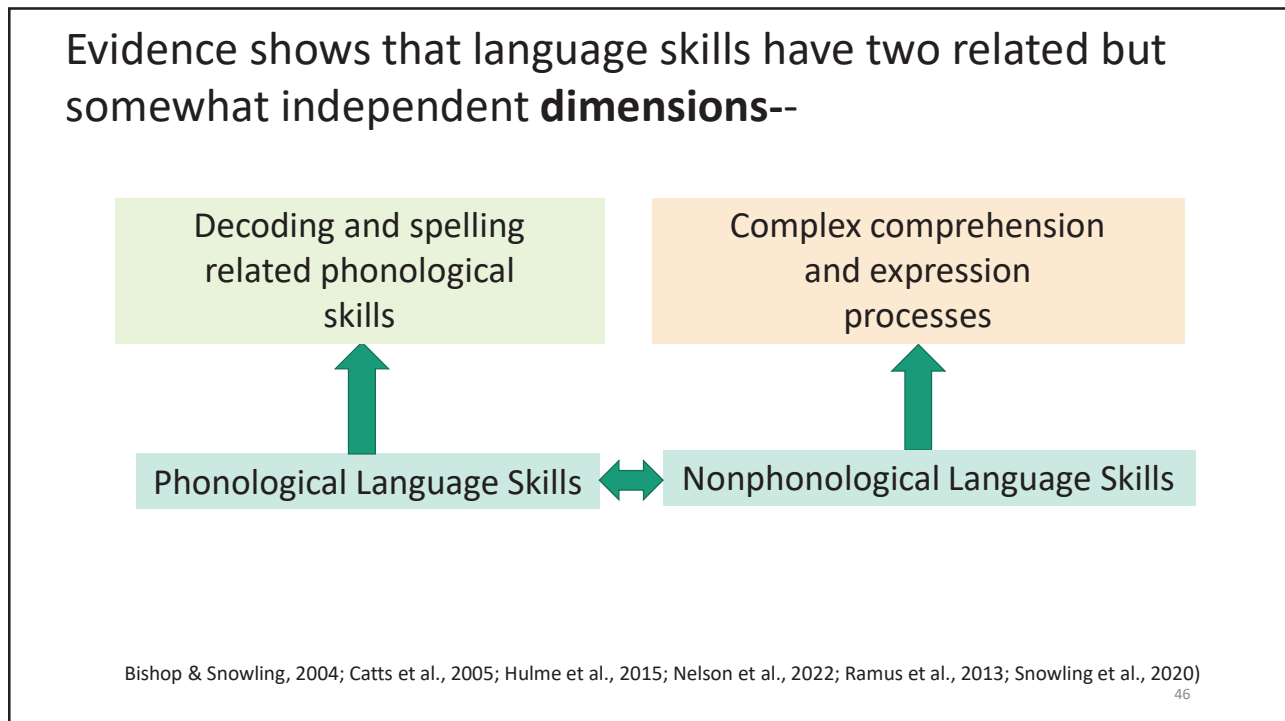 Evidence shows that language skills have two related but
somewhat independent dimensions--
Decoding and spelling
related phonological
skills
Complex comprehension
and expression
processes
Phonological Language Skills
Nonphonological Language Skills
Bishop & Snowling, 2004; Catts et al., 2005; Hulme et al., 2015; Nelson et al., 2022; Ramus et al., 2013; Snowling et al., 2020)
46